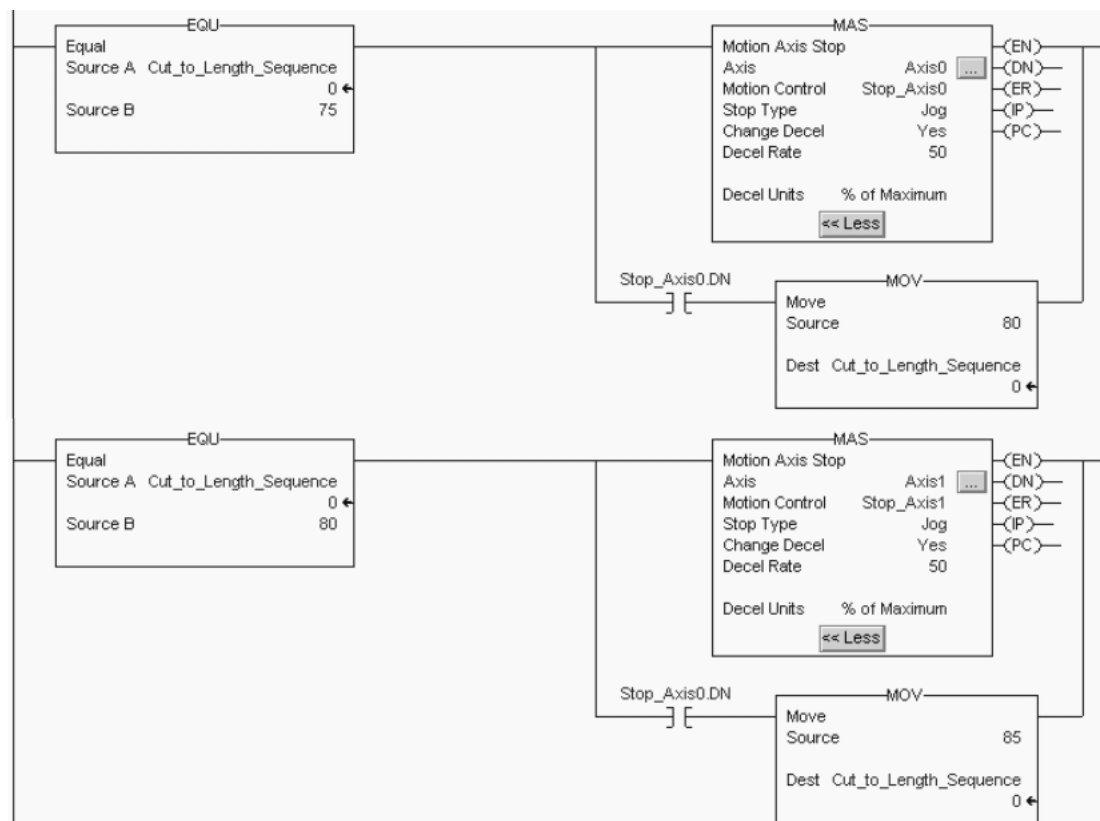 EQU
Equal
Source A Cut_to_Length_Sequence
0
Source B 75
MAS
Motion Axis Stop
Axis Axis0 ...
Motion Control Stop_Axis0
Stop Type Jog
Change Decel Yes
Decel Rate 50
Decel Units % of Maximum
<< Less
(EN)
(DN)
(ER)
(IP)
(PC)
Stop_Axis0.DN
MOV
Move
Source 80
Dest Cut_to_Length_Sequence
0
EQU
Equal
Source A Cut_to_Length_Sequence
0
Source B 80
MAS
Motion Axis Stop
Axis Axis1 ...
Motion Control Stop_Axis1
Stop Type Jog
Change Decel Yes
Decel Rate 50
Decel Units % of Maximum
<< Less
(EN)
(DN)
(ER)
(IP)
(PC)
Stop_Axis0.DN
MOV
Move
Source 85
Dest Cut_to_Length_Sequence
0